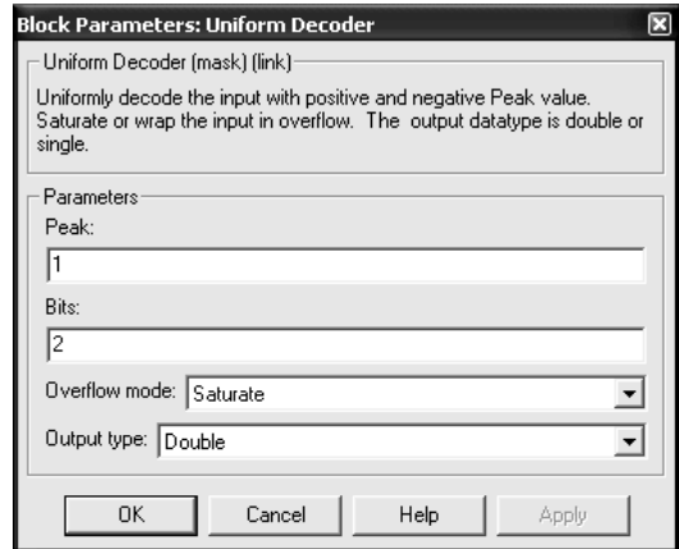 Block Parameters: Uniform Decoder
Uniform Decoder (mask) (link)
Uniformly decode the input with positive and negative Peak value.
Saturate or wrap the input in overflow.  The  output datatype is double or
single.
Parameters
Peak:
1
Bits:
2
Overflow mode: Saturate
Output type: Double
OK Cancel Help Apply